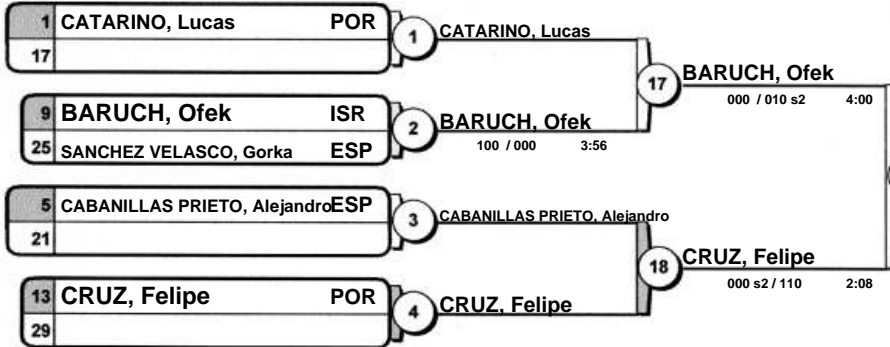 1 CATARINO, Lucas POR
17
1 CATARINO, Lucas
9 BARUCH, Ofek ISR
25 SANCHEZ VELASCO, Gorka ESP
2 BARUCH, Ofek
100 / 000 3:56
17 BARUCH, Ofek
000 / 010 s2 4:00
5 CABANILLAS PRIETO, Alejandro ESP
21
3 CABANILLAS PRIETO, Alejandro
13 CRUZ, Felipe POR
29
4 CRUZ, Felipe
18 CRUZ, Felipe
000 s2 / 110 2:08